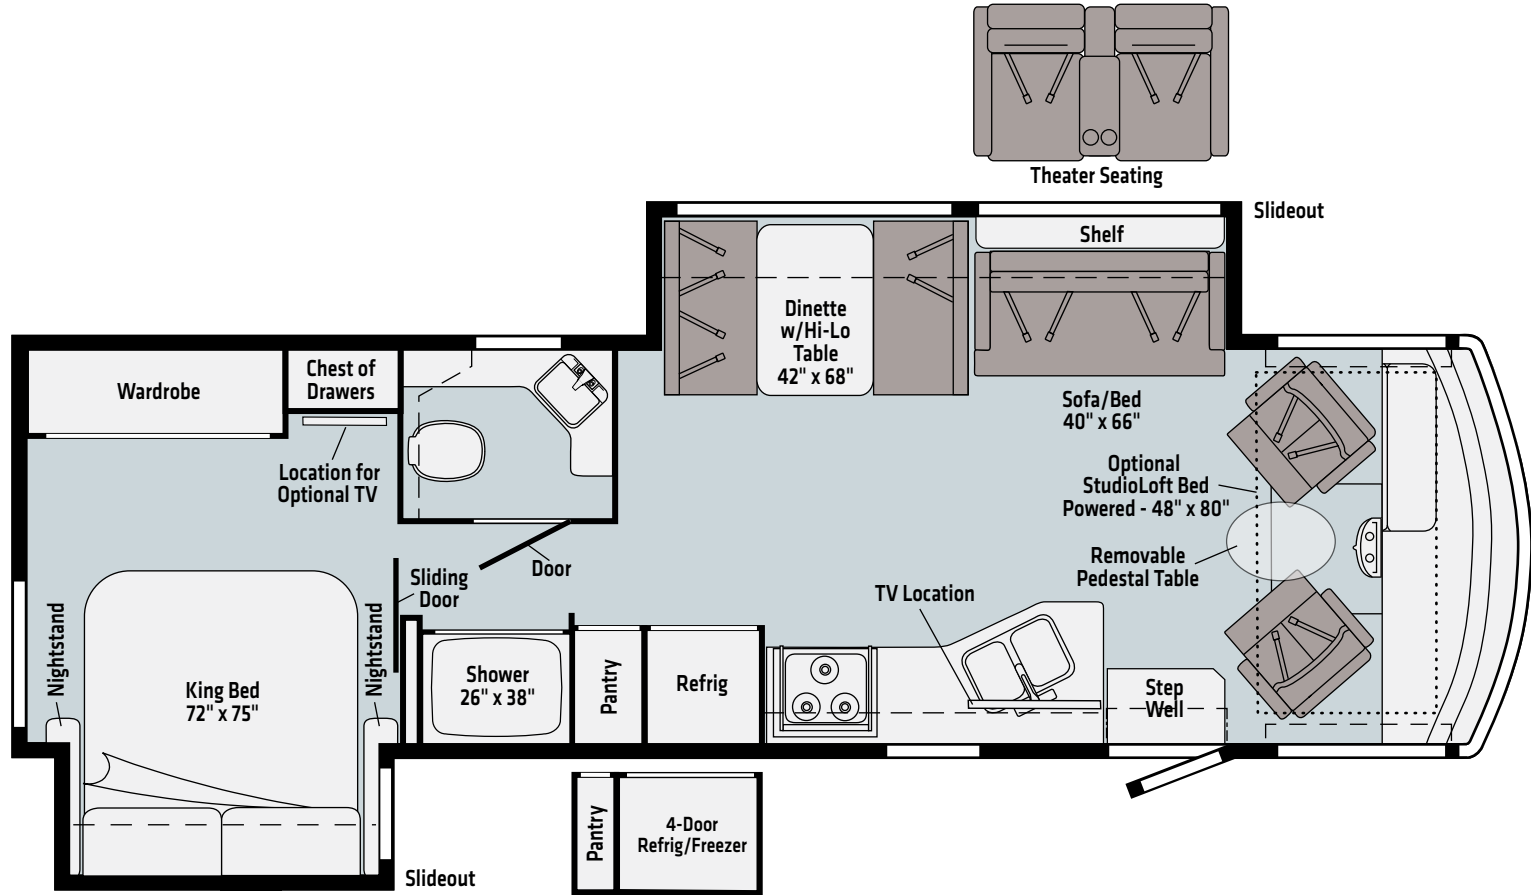 Theater Seating
Slideout
Shelf
Dinette
w/Hi-Lo
Table
42" x 68"
Chest of
Drawers
Wardrobe
Sofa/Bed
40" x 66"
Location for
Optional TV
Optional
StudioLoft Bed
Powered - 48" x 80"
Removable
Pedestal Table
Door
Sliding
Door
TV Location
Nightstand
Nightstand
King Bed
72" x 75"
Shower
26" x 38"
Pantry
Refrig
Step
Well
Pantry
4-Door
Refrig/Freezer
Slideout